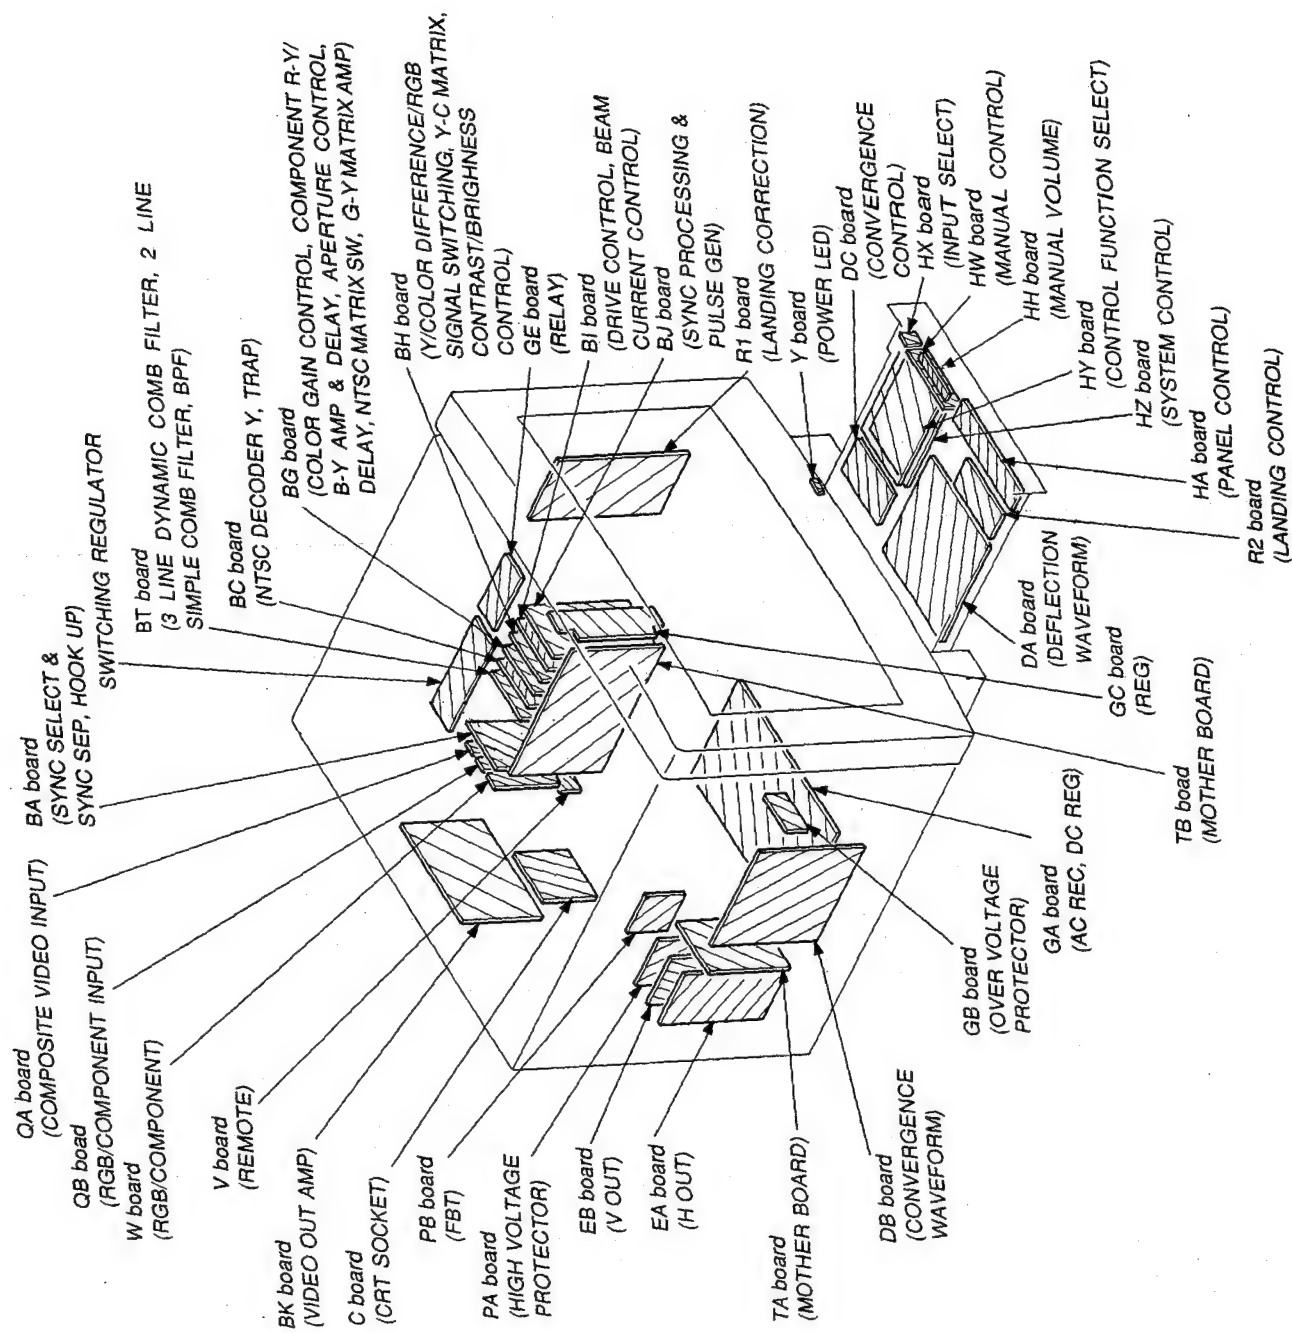 QA board
(COMPOSITE VIDEO INPUT)
QB boad
(RGB/COMPONENT INPUT)
W board
(RGB/COMPONENT)
V board
(REMOTE)
BK board
(VIDEO OUT AMP)
C board
(CRT SOCKET)
PB board
(FBT)
PA board
(HIGH VOLTAGE
PROTECTOR)
EB board
(V OUT)
EA board
(H OUT)
TA board
(MOTHER BOARD)
DB board
(CONVERGENCE
WAVEFORM)
BA board
(SYNC SELECT &
SYNC SEP, HOOK UP)
SWITCHING REGULATOR
BT board
(3 LINE DYNAMIC COMB FILTER, 2 LINE
SIMPLE COMB FILTER, BPF)
BC board
(NTSC DECODER Y, TRAP)
BG board
(COLOR GAIN CONTROL, COMPONENT R-Y/
B-Y AMP & DELAY, APERTURE CONTROL,
DELAY, NTSC MATRIX SW, G-Y MATRIX AMP)
BH board
(Y/COLOR DIFFERENCE/RGB
SIGNAL SWITCHING, Y-C MATRIX,
CONTRAST/BRIGHNESS
CONTROL)
GE board
(RELAY)
BI board
(DRIVE CONTROL, BEAM
CURRENT CONTROL)
BJ board
(SYNC PROCESSING &
PULSE GEN)
R1 board
(LANDING CORRECTION)
Y board
(POWER LED)
DC board
(CONVERGENCE
CONTROL)
HX board
(INPUT SELECT)
HW board
(MANUAL CONTROL)
HH board
(MANUAL VOLUME)
HY board
(CONTROL FUNCTION SELECT)
HZ board
(SYSTEM CONTROL)
HA board
(PANEL CONTROL)
R2 board
(LANDING CONTROL)
DA board
(DEFLECTION
WAVEFORM)
GC board
(REG)
TB boad
(MOTHER BOARD)
GA board
(AC REC, DC REG)
GB board
(OVER VOLTAGE
PROTECTOR)